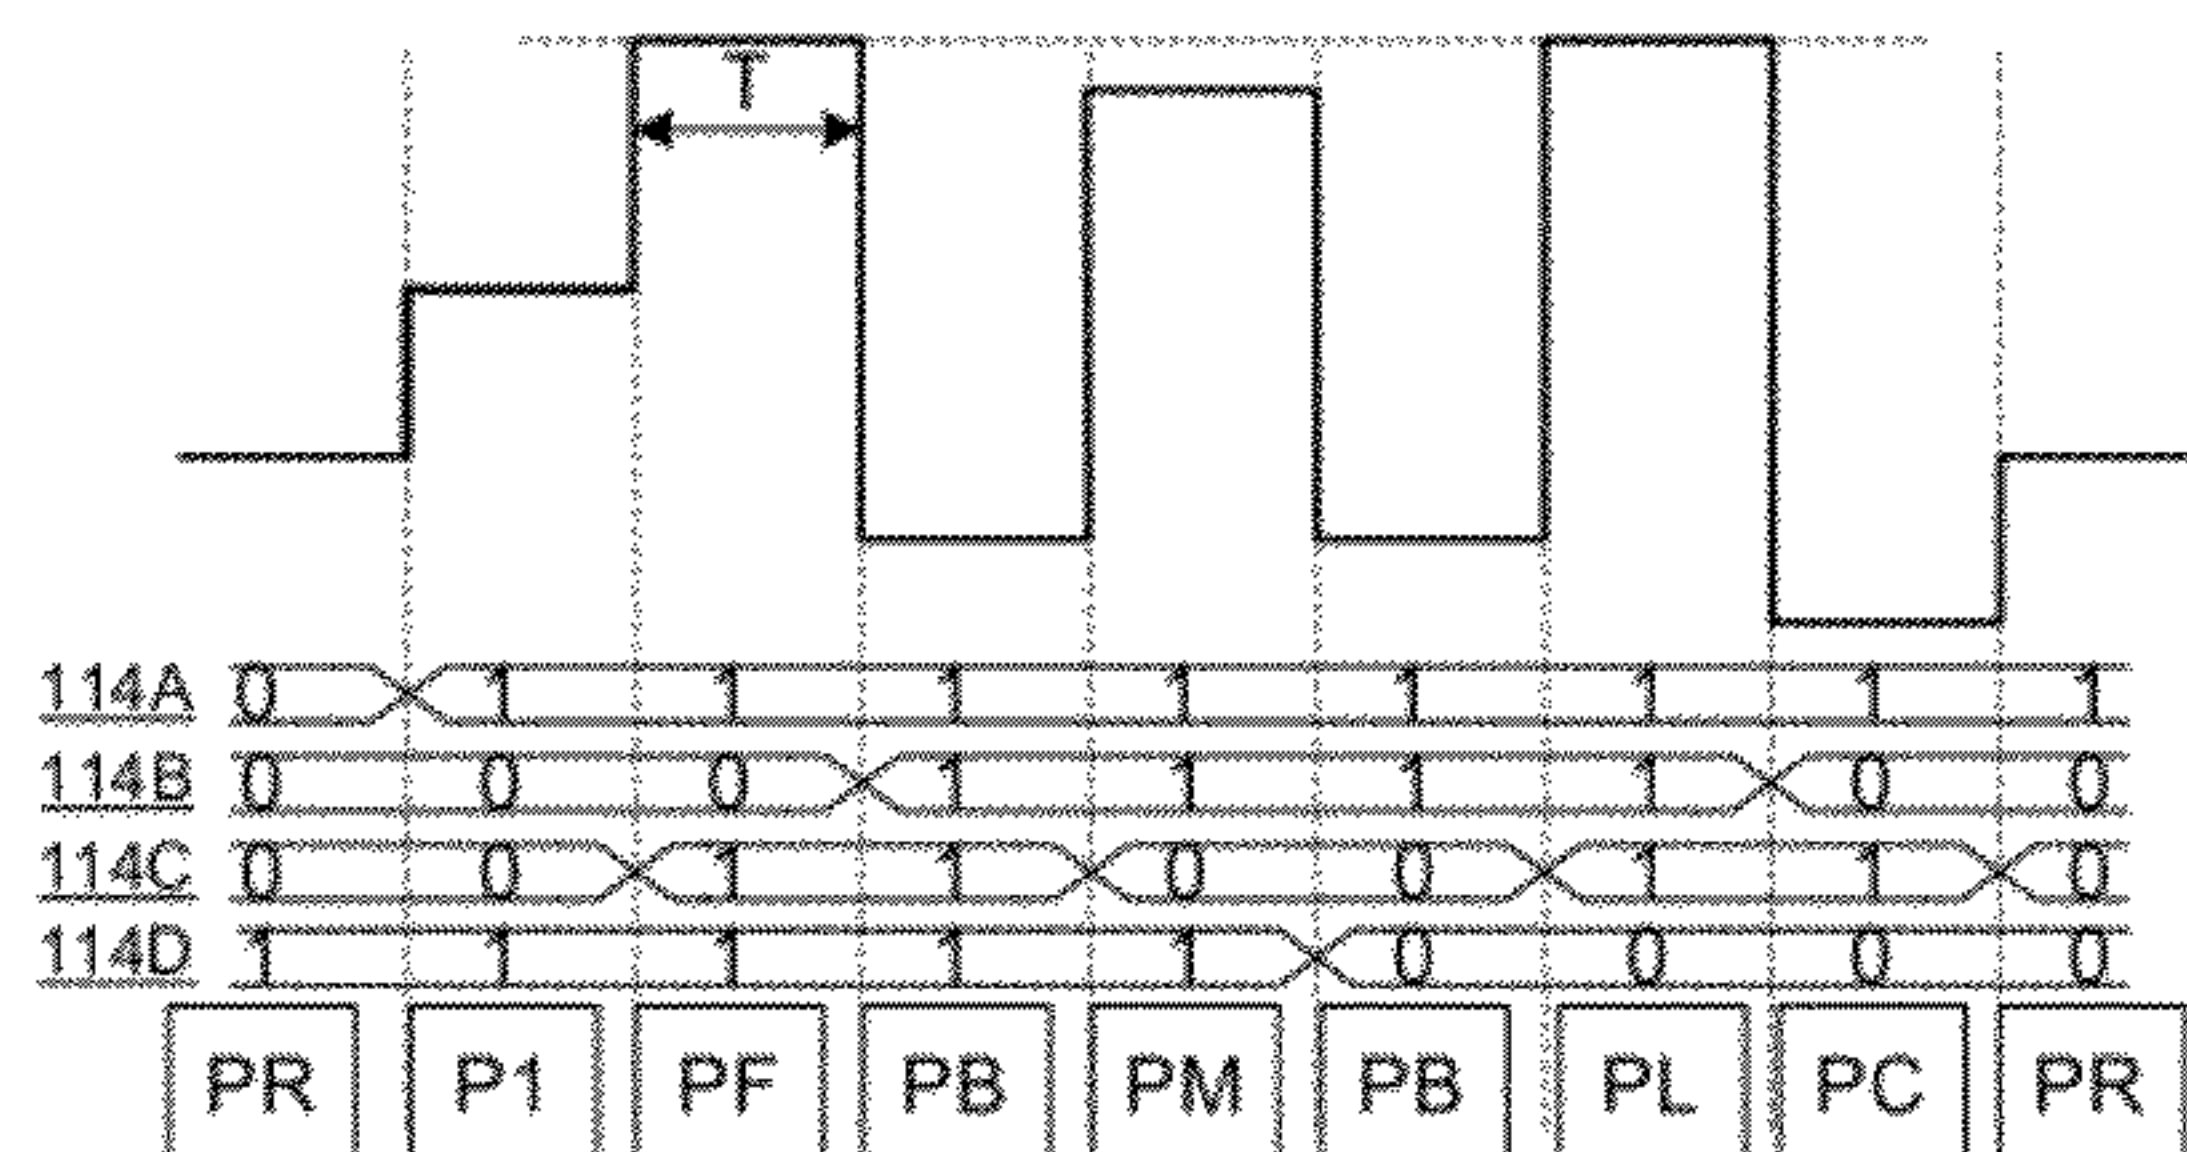 T
114A 0 1 1 1 1 1 1 1 1
114B 0 0 0 1 1 1 1 0 0
114C 0 0 1 1 0 0 1 1 0
114D 1 1 1 1 1 0 0 0 0
PR P1 PF PB PM PB PL PC PR